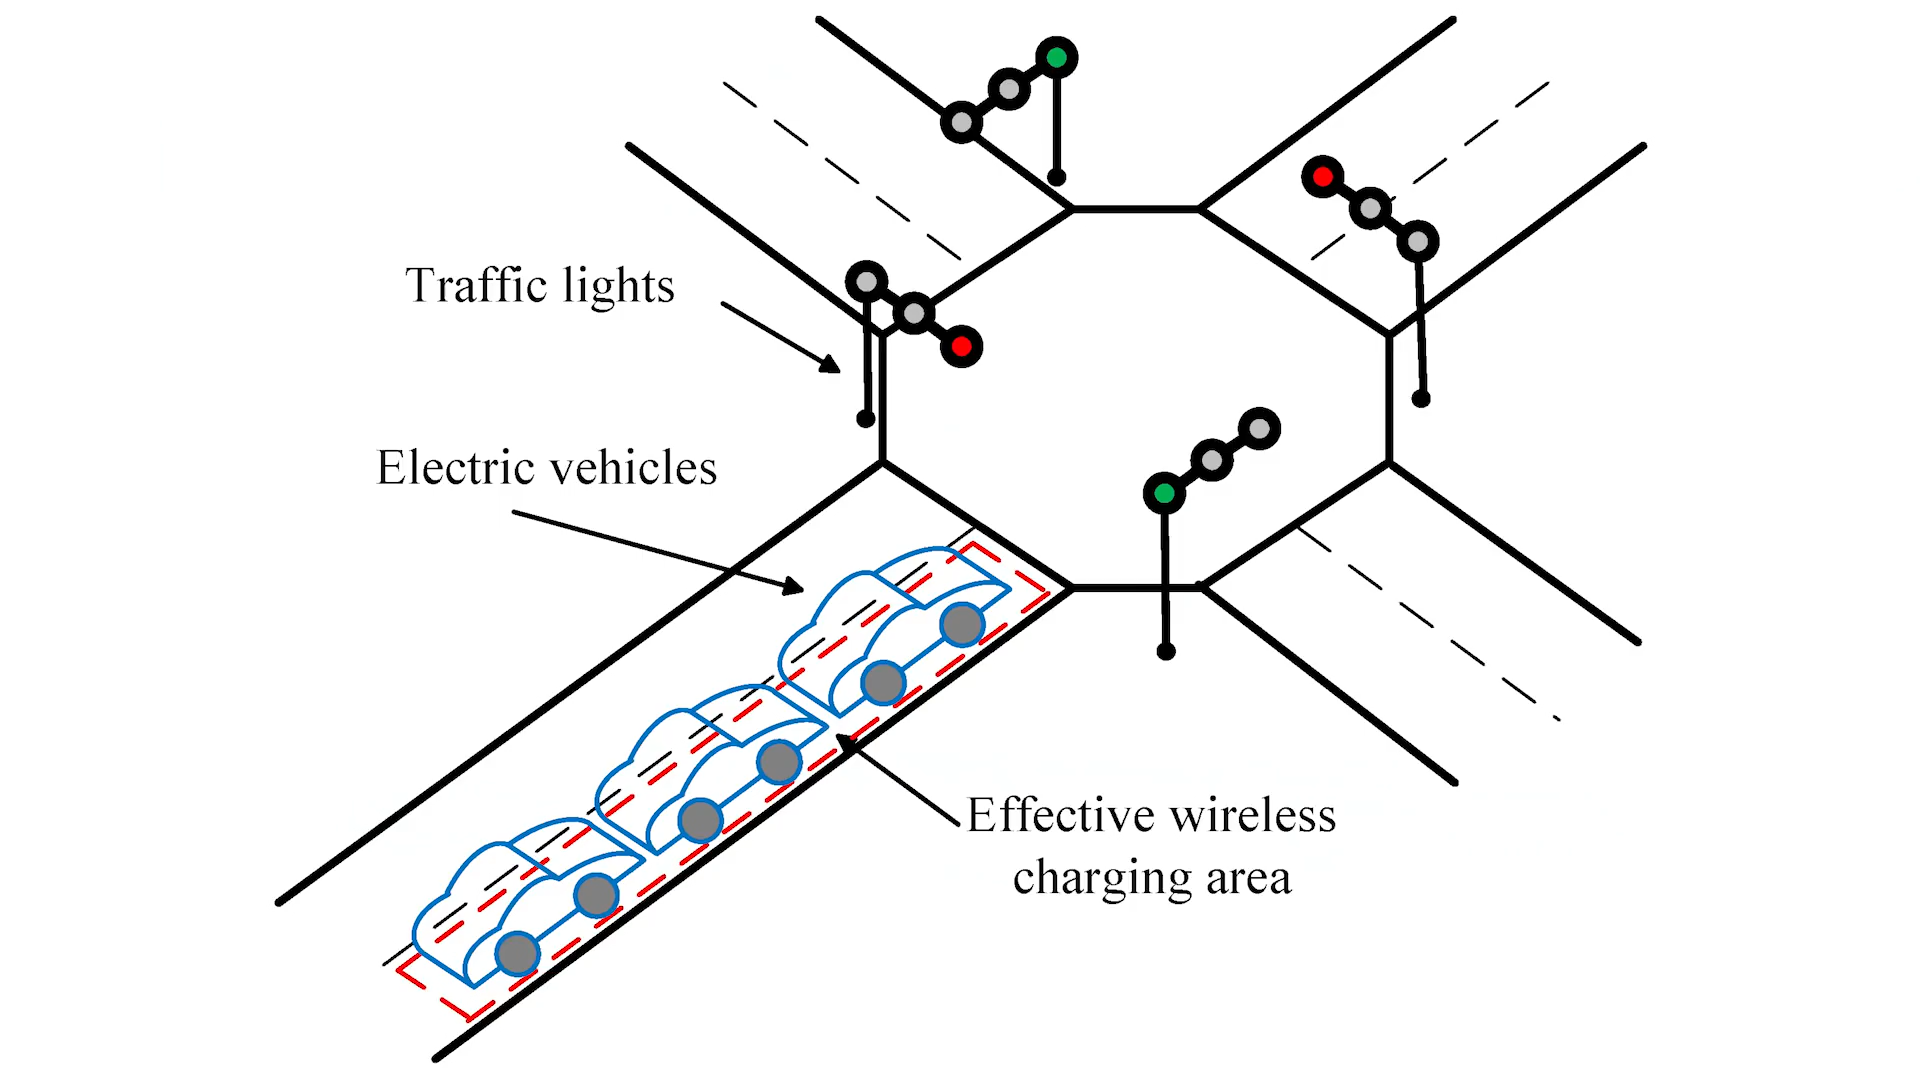 Traffic lights
Electric vehicles
Effective wireless
charging area